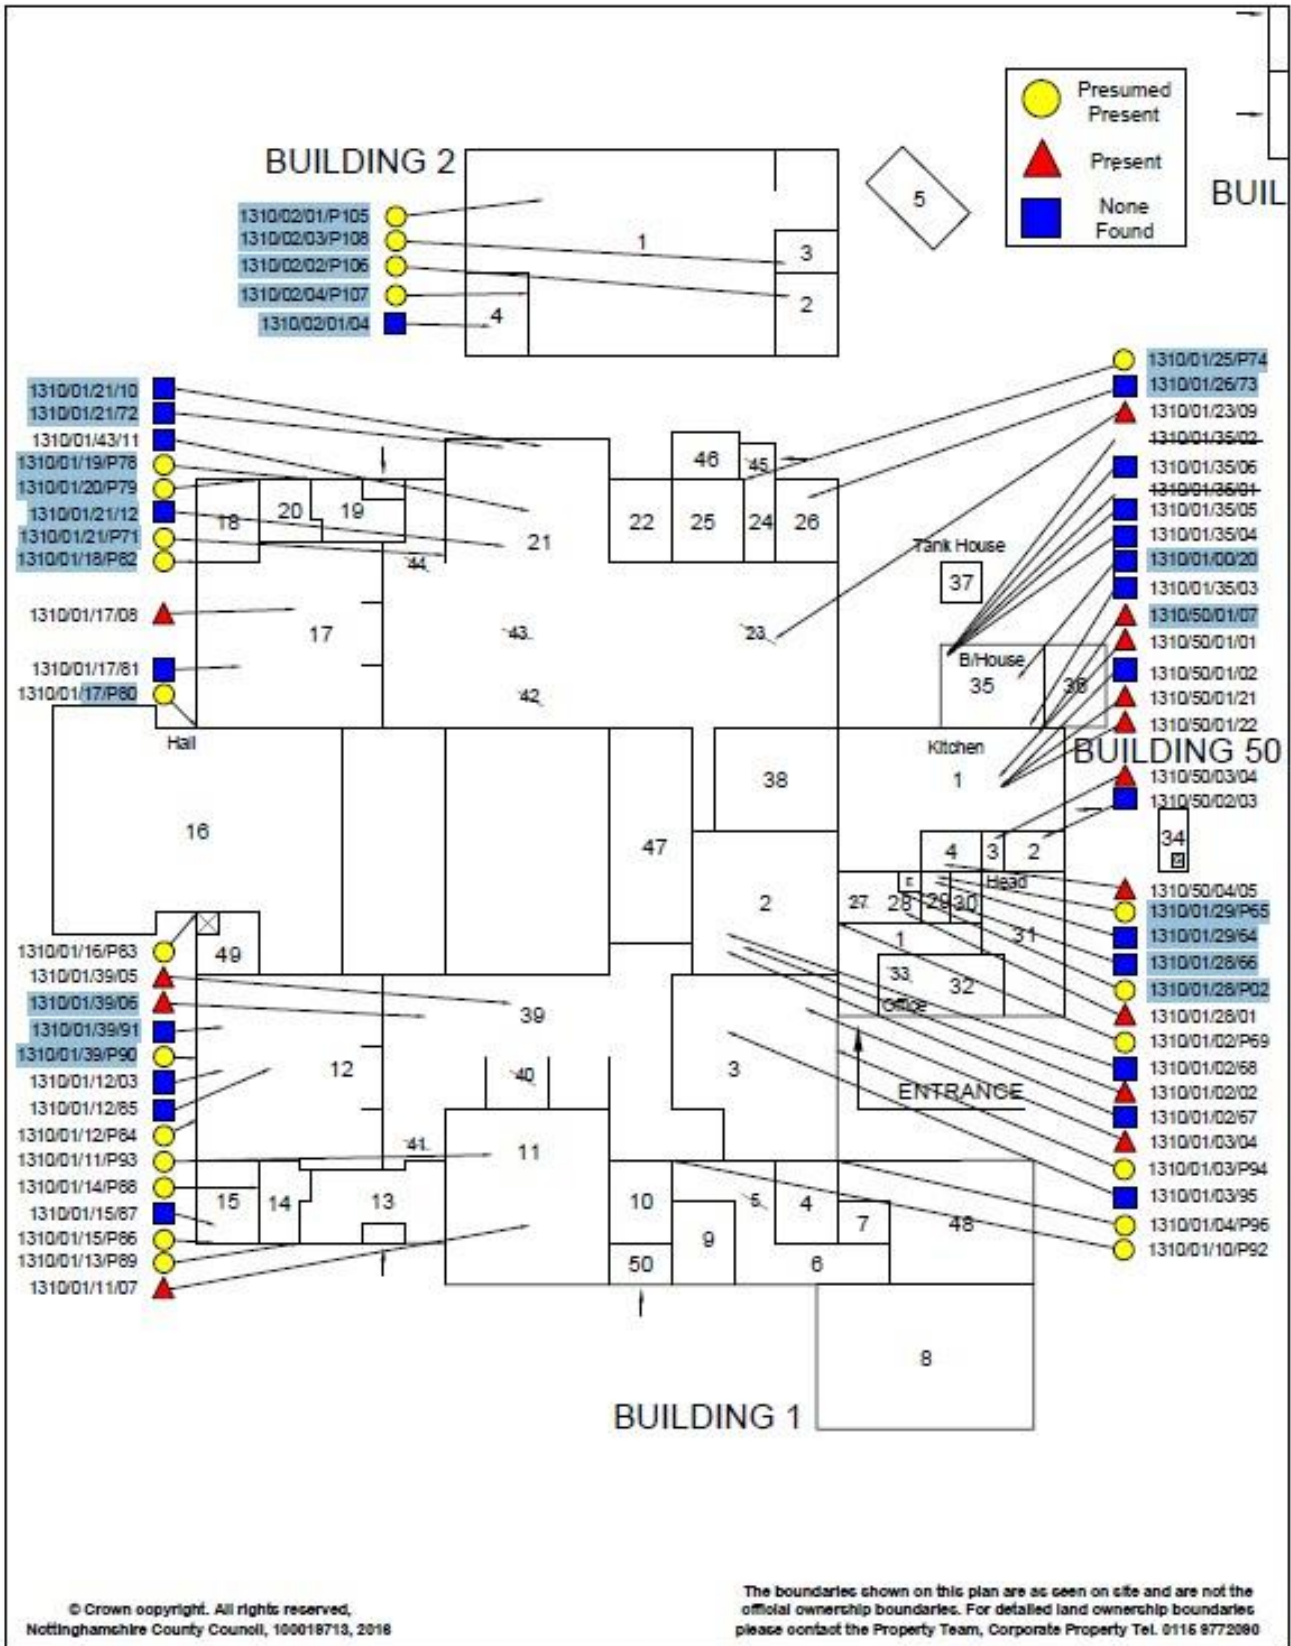 Presumed
Present
Present
None
Found
BUIL
BUILDING 2
1310/02/01/P105
1310/02/03/P108
1310/02/02/P106
1310/02/04/P107
1310/02/01/04
1
3
2
4
5
1310/01/21/10
1310/01/21/72
1310/01/43/11
1310/01/19/P78
1310/01/20/P79
1310/01/21/12
1310/01/21/P71
1310/01/18/P82
1310/01/17/08
1310/01/17/81
1310/01/17/P80
1310/01/25/P74
1310/01/26/73
1310/01/23/09
1310/01/35/02
1310/01/35/06
1310/01/35/01
1310/01/35/05
1310/01/35/04
1310/01/00/20
1310/01/35/03
1310/50/01/07
1310/50/01/01
1310/50/01/02
1310/50/01/21
1310/50/01/22
BUILDING 50
1310/50/03/04
1310/50/02/03
46
45
18
20
19
21
22
25
24
26
44
Tank House
37
17
43
23
42
B/House
35
36
Hall
Kitchen
1
38
16
47
34
4
3
2
Head
2
27
28
29
30
1
31
33
32
Office
49
1310/50/04/05
1310/01/29/P65
1310/01/29/64
1310/01/28/66
1310/01/28/P02
1310/01/28/01
1310/01/02/P69
1310/01/02/68
1310/01/02/02
1310/01/02/67
1310/01/03/04
1310/01/03/P94
1310/01/03/95
1310/01/04/P96
1310/01/10/P92
1310/01/16/P83
1310/01/39/05
1310/01/39/06
1310/01/39/91
1310/01/39/P90
1310/01/12/03
1310/01/12/85
1310/01/12/P84
1310/01/11/P93
1310/01/14/P88
1310/01/15/87
1310/01/15/P86
1310/01/13/P89
1310/01/11/07
39
12
40
3
ENTRANCE
41
11
15
14
13
10
5
4
7
48
9
50
6
8
BUILDING 1
© Crown copyright. All rights reserved,
Nottinghamshire County Council, 100019713, 2016
The boundaries shown on this plan are as seen on site and are not the
official ownership boundaries. For detailed land ownership boundaries
please contact the Property Team, Corporate Property Tel. 0115 9772090